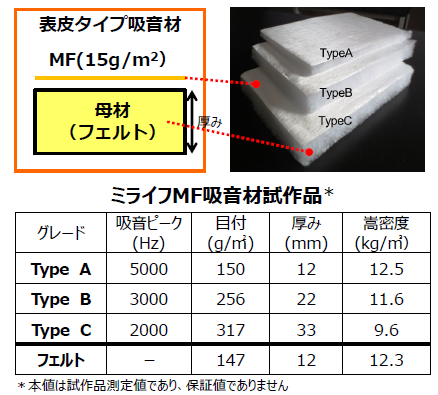 表皮タイプ吸音材
MF(15g/m²)
母材
（フェルト）
厚み
TypeA
TypeB
TypeC
ミライフMF吸音材試作品*
グレード 吸音ピーク (Hz) 目付 (g/㎡) 厚み (mm) 嵩密度 (kg/㎥)
Type A 5000 150 12 12.5
Type B 3000 256 22 11.6
Type C 2000 317 33 9.6
フェルト － 147 12 12.3
＊本値は試作品測定値であり、保証値でありません